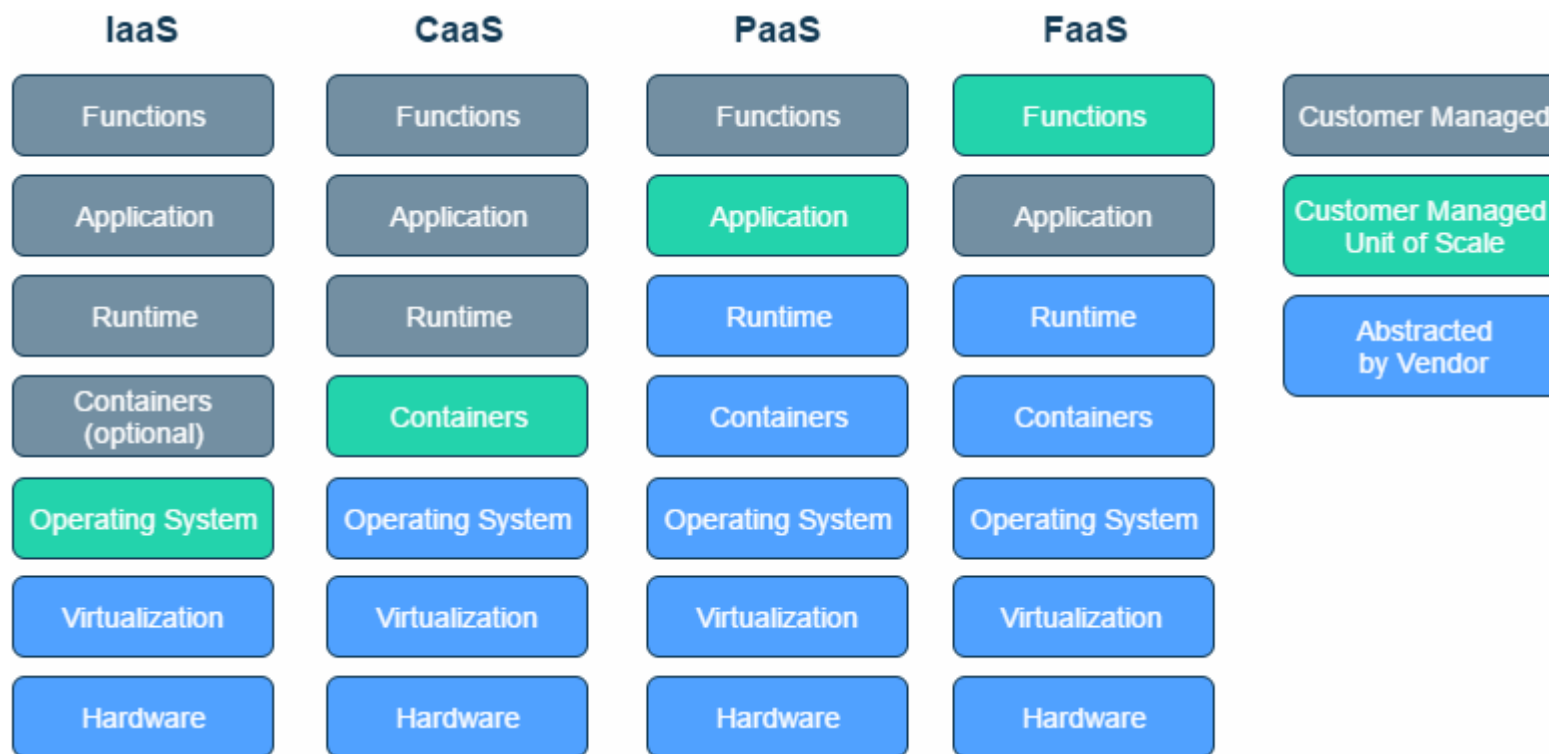 IaaS CaaS PaaS FaaS
Functions Functions Functions Functions Customer Managed
Application Application Application Application Customer Managed
Unit of Scale
Runtime Runtime Runtime Runtime Abstracted
by Vendor
Containers
(optional) Containers Containers Containers
Operating System Operating System Operating System Operating System
Virtualization Virtualization Virtualization Virtualization
Hardware Hardware Hardware Hardware